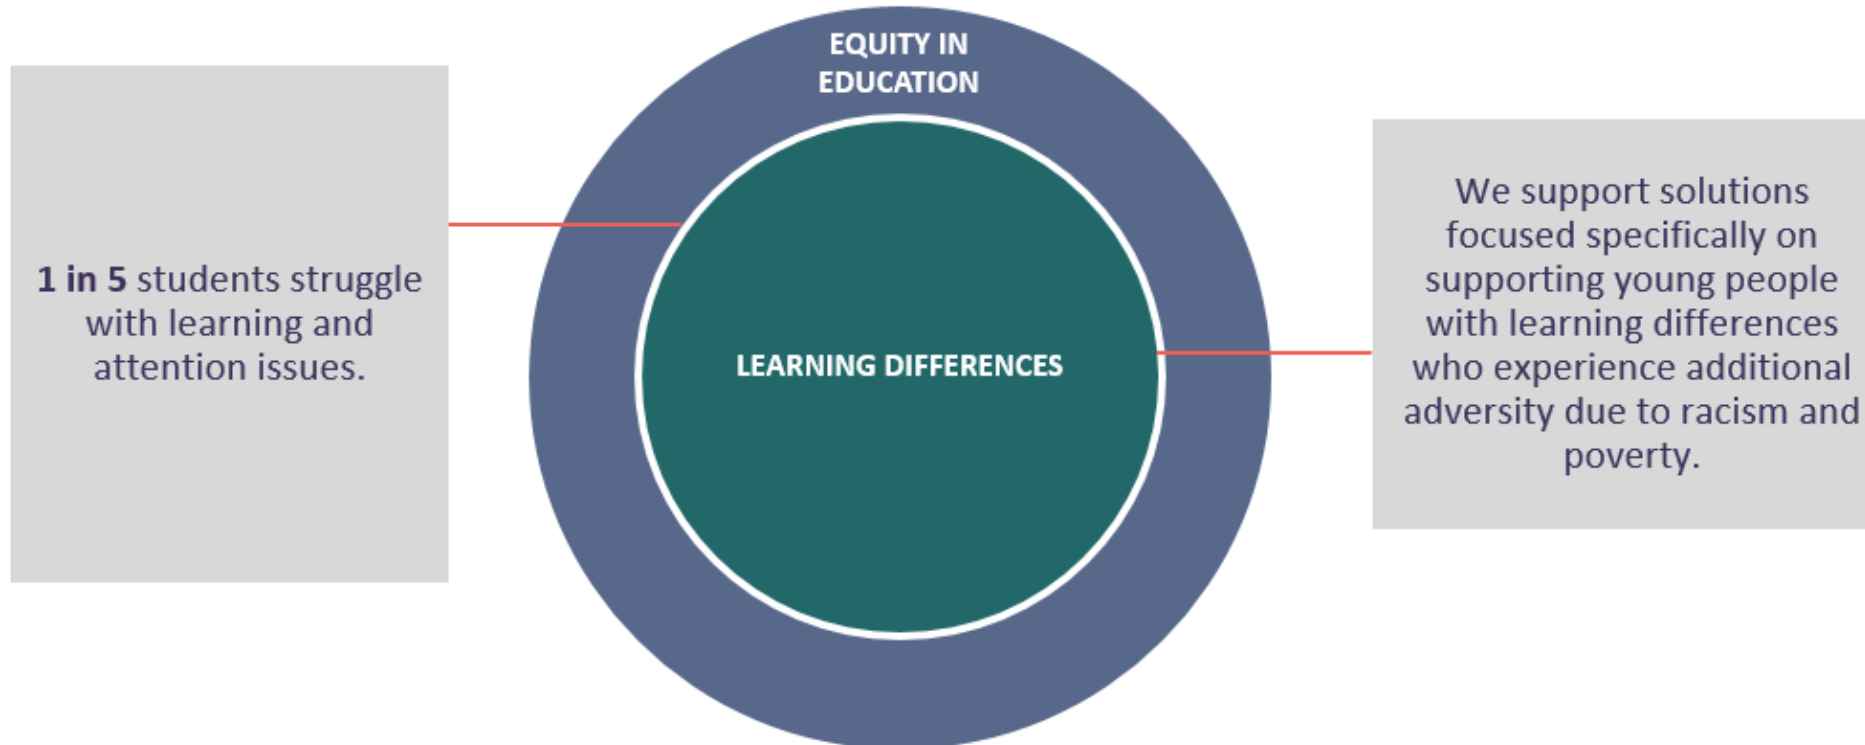 EQUITY IN
EDUCATION
1 in 5 students struggle
with learning and
attention issues.
LEARNING DIFFERENCES
We support solutions
focused specifically on
supporting young people
with learning differences
who experience additional
adversity due to racism and
poverty.